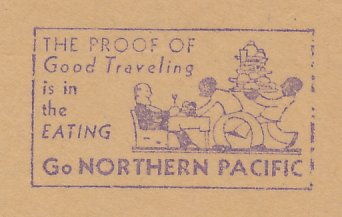 THE PROOF OF
Good Traveling
is in
the
EATING
Go NORTHERN PACIFIC